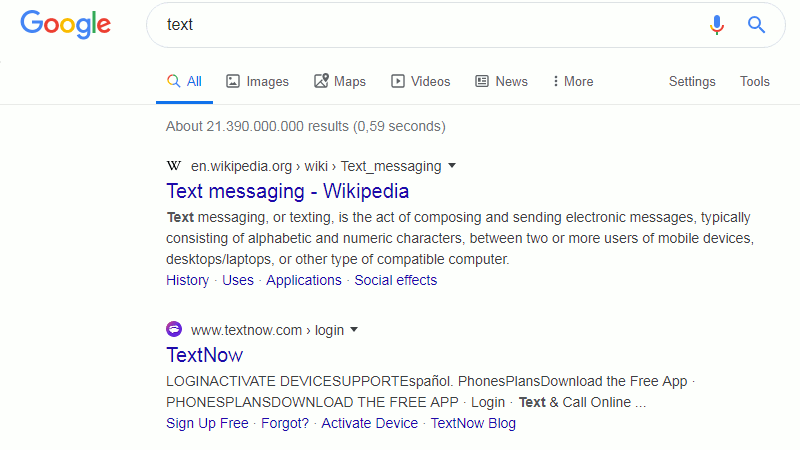 Google text
All Images Maps Videos News More Settings Tools
About 21.390.000.000 results (0,59 seconds)
W en.wikipedia.org › wiki › Text_messaging
Text messaging - Wikipedia
Text messaging, or texting, is the act of composing and sending electronic messages, typically
consisting of alphabetic and numeric characters, between two or more users of mobile devices,
desktops/laptops, or other type of compatible computer.
History · Uses · Applications · Social effects
www.textnow.com › login
TextNow
LOGINACTIVATE DEVICESUPPORTEspañol. PhonesPlansDownload the Free App ·
PHONESPLANSDOWNLOAD THE FREE APP · Login · Text & Call Online ...
Sign Up Free · Forgot? · Activate Device · TextNow Blog